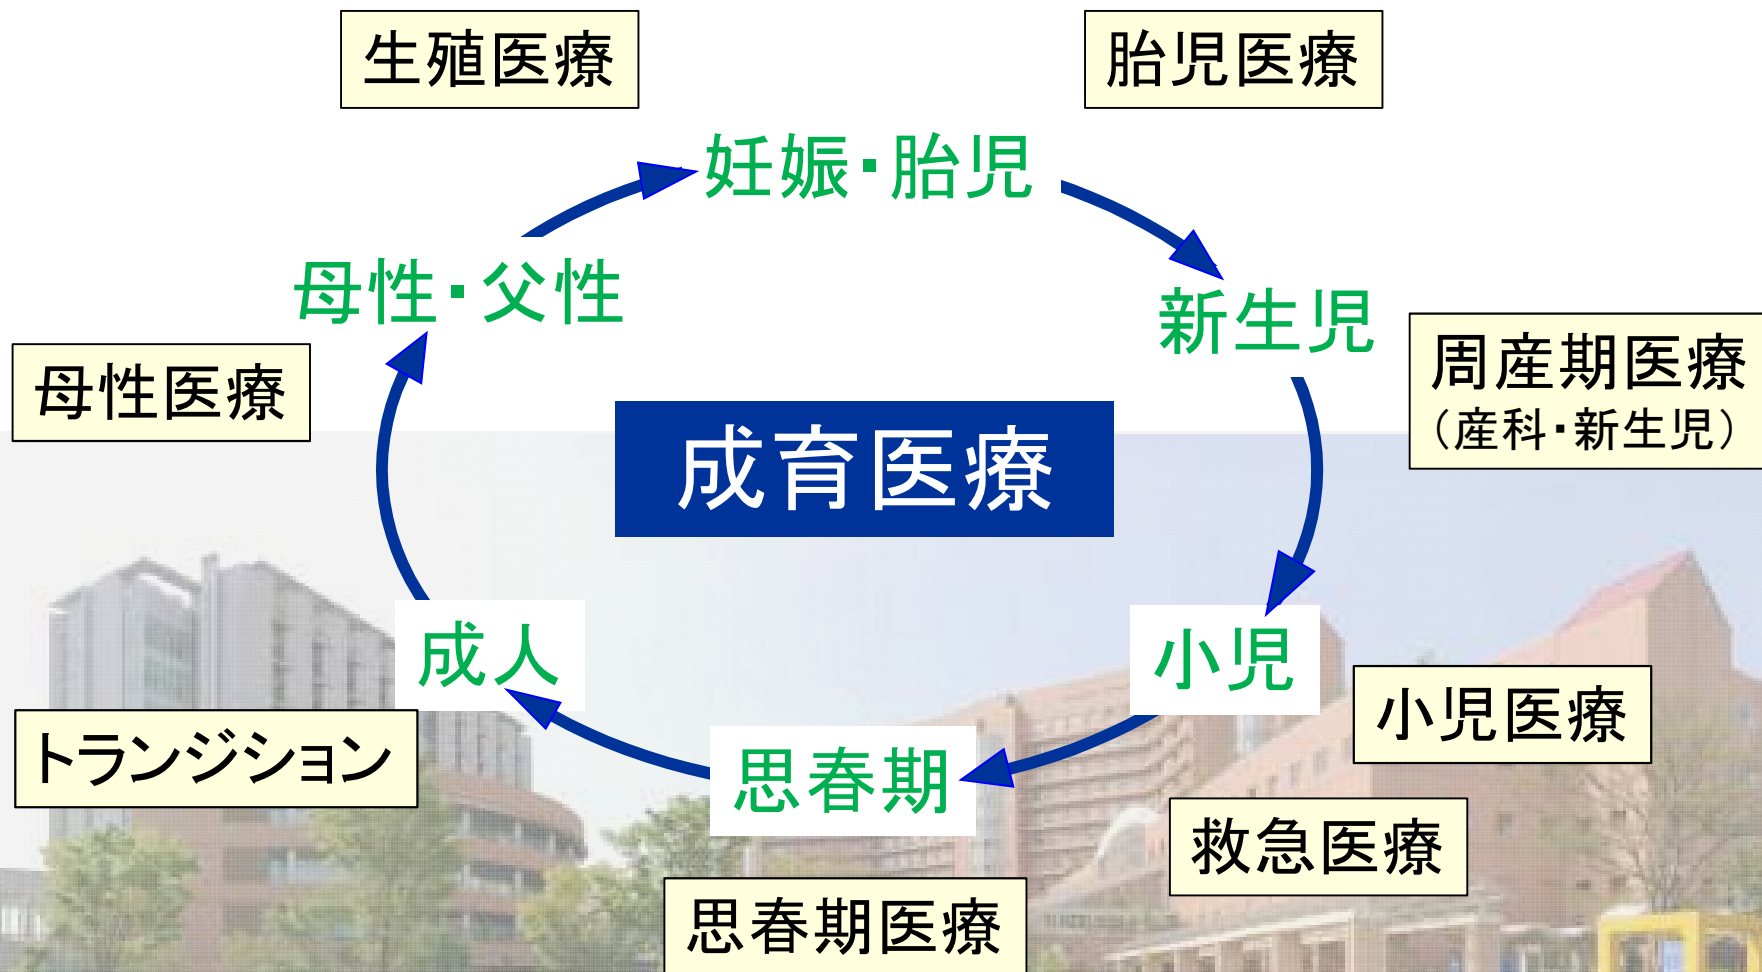 生殖医療
胎児医療
妊娠・胎児
母性・父性
新生児
周産期医療
（産科・新生児）
母性医療
成育医療
成人
小児
トランジション
小児医療
思春期
救急医療
思春期医療